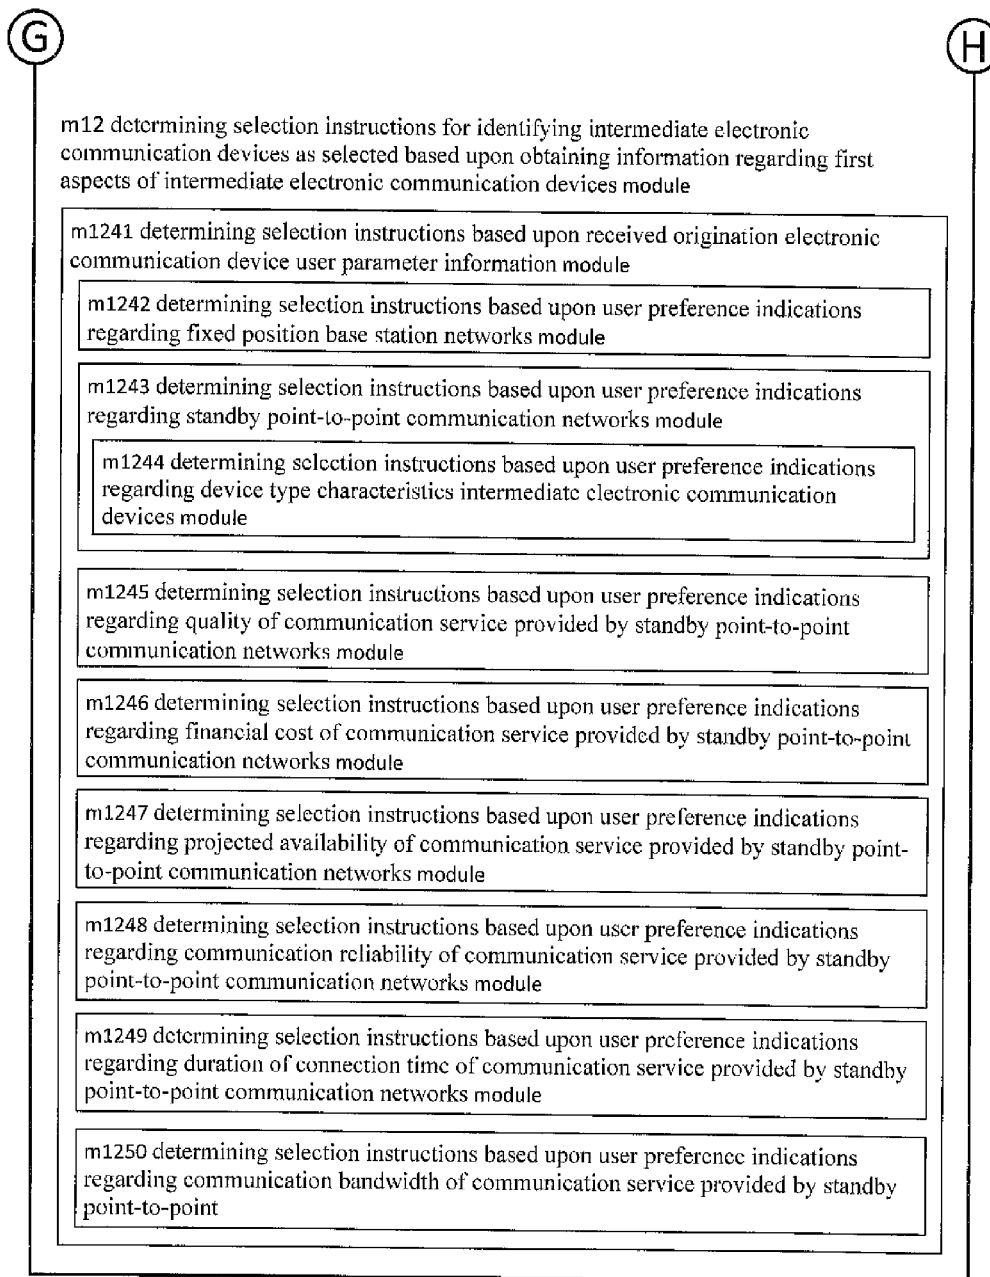 G
H
m12 determining selection instructions for identifying intermediate electronic
communication devices as selected based upon obtaining information regarding first
aspects of intermediate electronic communication devices module
m1241 determining selection instructions based upon received origination electronic
communication device user parameter information module
m1242 determining selection instructions based upon user preference indications
regarding fixed position base station networks module
m1243 determining selection instructions based upon user preference indications
regarding standby point-to-point communication networks module
m1244 determining selection instructions based upon user preference indications
regarding device type characteristics intermediate electronic communication
devices module
m1245 determining selection instructions based upon user preference indications
regarding quality of communication service provided by standby point-to-point
communication networks module
m1246 determining selection instructions based upon user preference indications
regarding financial cost of communication service provided by standby point-to-point
communication networks module
m1247 determining selection instructions based upon user preference indications
regarding projected availability of communication service provided by standby point-
to-point communication networks module
m1248 determining selection instructions based upon user preference indications
regarding communication reliability of communication service provided by standby
point-to-point communication networks module
m1249 determining selection instructions based upon user preference indications
regarding duration of connection time of communication service provided by standby
point-to-point communication networks module
m1250 determining selection instructions based upon user preference indications
regarding communication bandwidth of communication service provided by standby
point-to-point